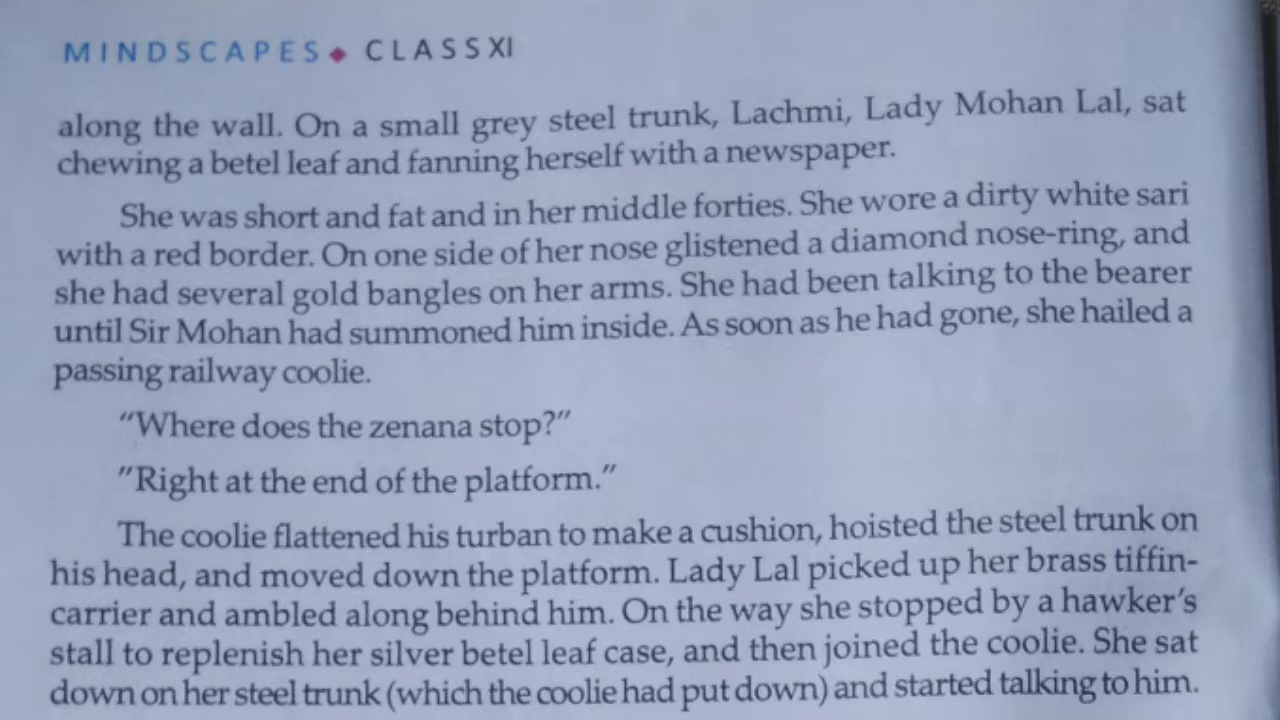 MINDSCAPES◆ CLASS XI
along the wall. On a small grey steel trunk, Lachmi, Lady Mohan Lal, sat
chewing a betel leaf and fanning herself with a newspaper.
She was short and fat and in her middle forties. She wore a dirty white sari
with a red border. On one side of her nose glistened a diamond nose-ring, and
she had several gold bangles on her arms. She had been talking to the bearer
until Sir Mohan had summoned him inside. As soon as he had gone, she hailed a
passing railway coolie.
“Where does the zenana stop?”
“Right at the end of the platform.”
The coolie flattened his turban to make a cushion, hoisted the steel trunk on
his head, and moved down the platform. Lady Lal picked up her brass tiffin-
carrier and ambled along behind him. On the way she stopped by a hawker’s
stall to replenish her silver betel leaf case, and then joined the coolie. She sat
down on her steel trunk (which the coolie had put down) and started talking to him.